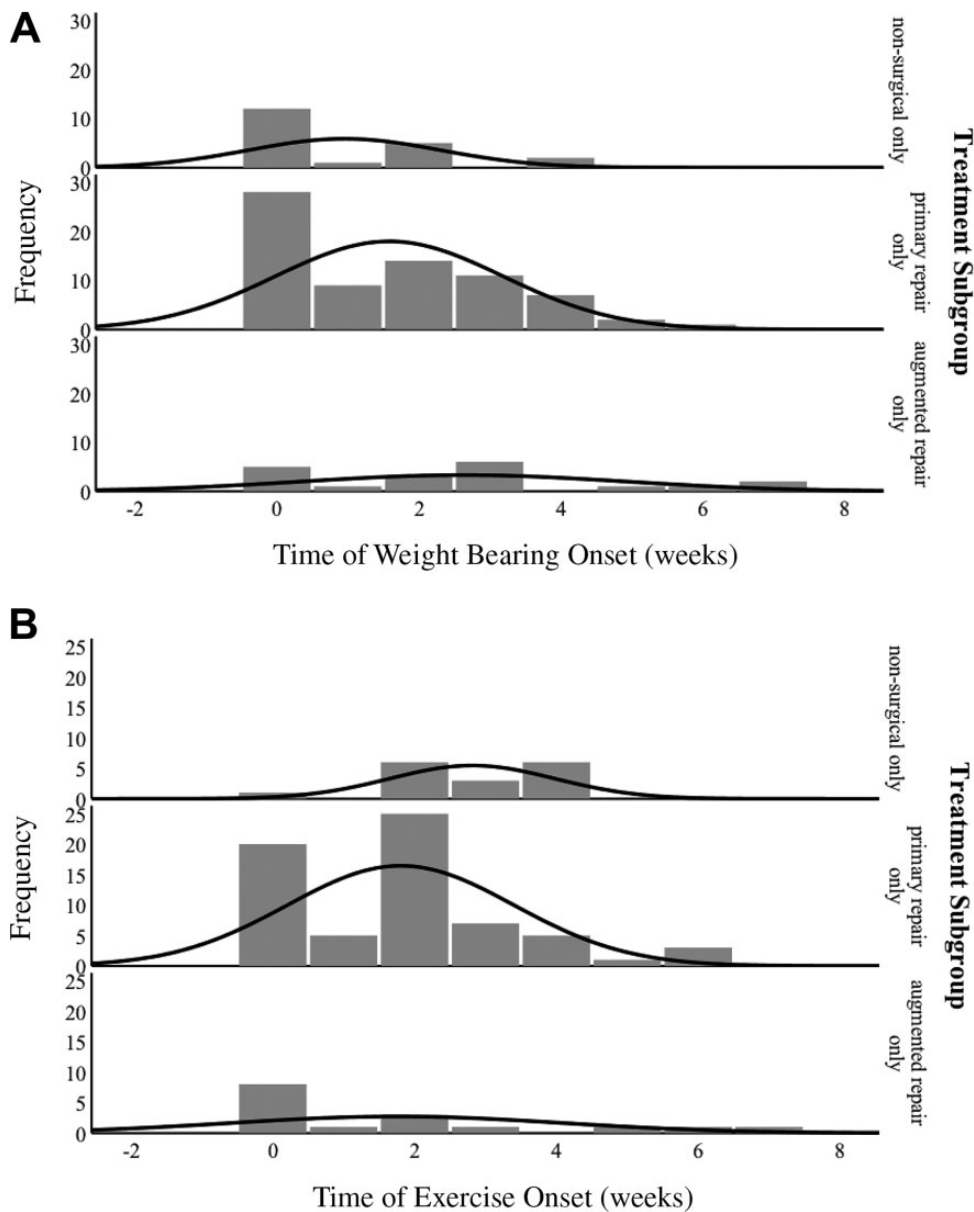 A
30
20
10
0
non-surgical only
30
20
10
0
primary repair
only
30
20
10
0
augmented repair
only
Frequency
Treatment Subgroup
-2 0 2 4 6 8
Time of Weight Bearing Onset (weeks)
B
25
20
15
10
5
0
non-surgical only
25
20
15
10
5
0
primary repair
only
25
20
15
10
5
0
augmented repair
only
Frequency
Treatment Subgroup
-2 0 2 4 6 8
Time of Exercise Onset (weeks)